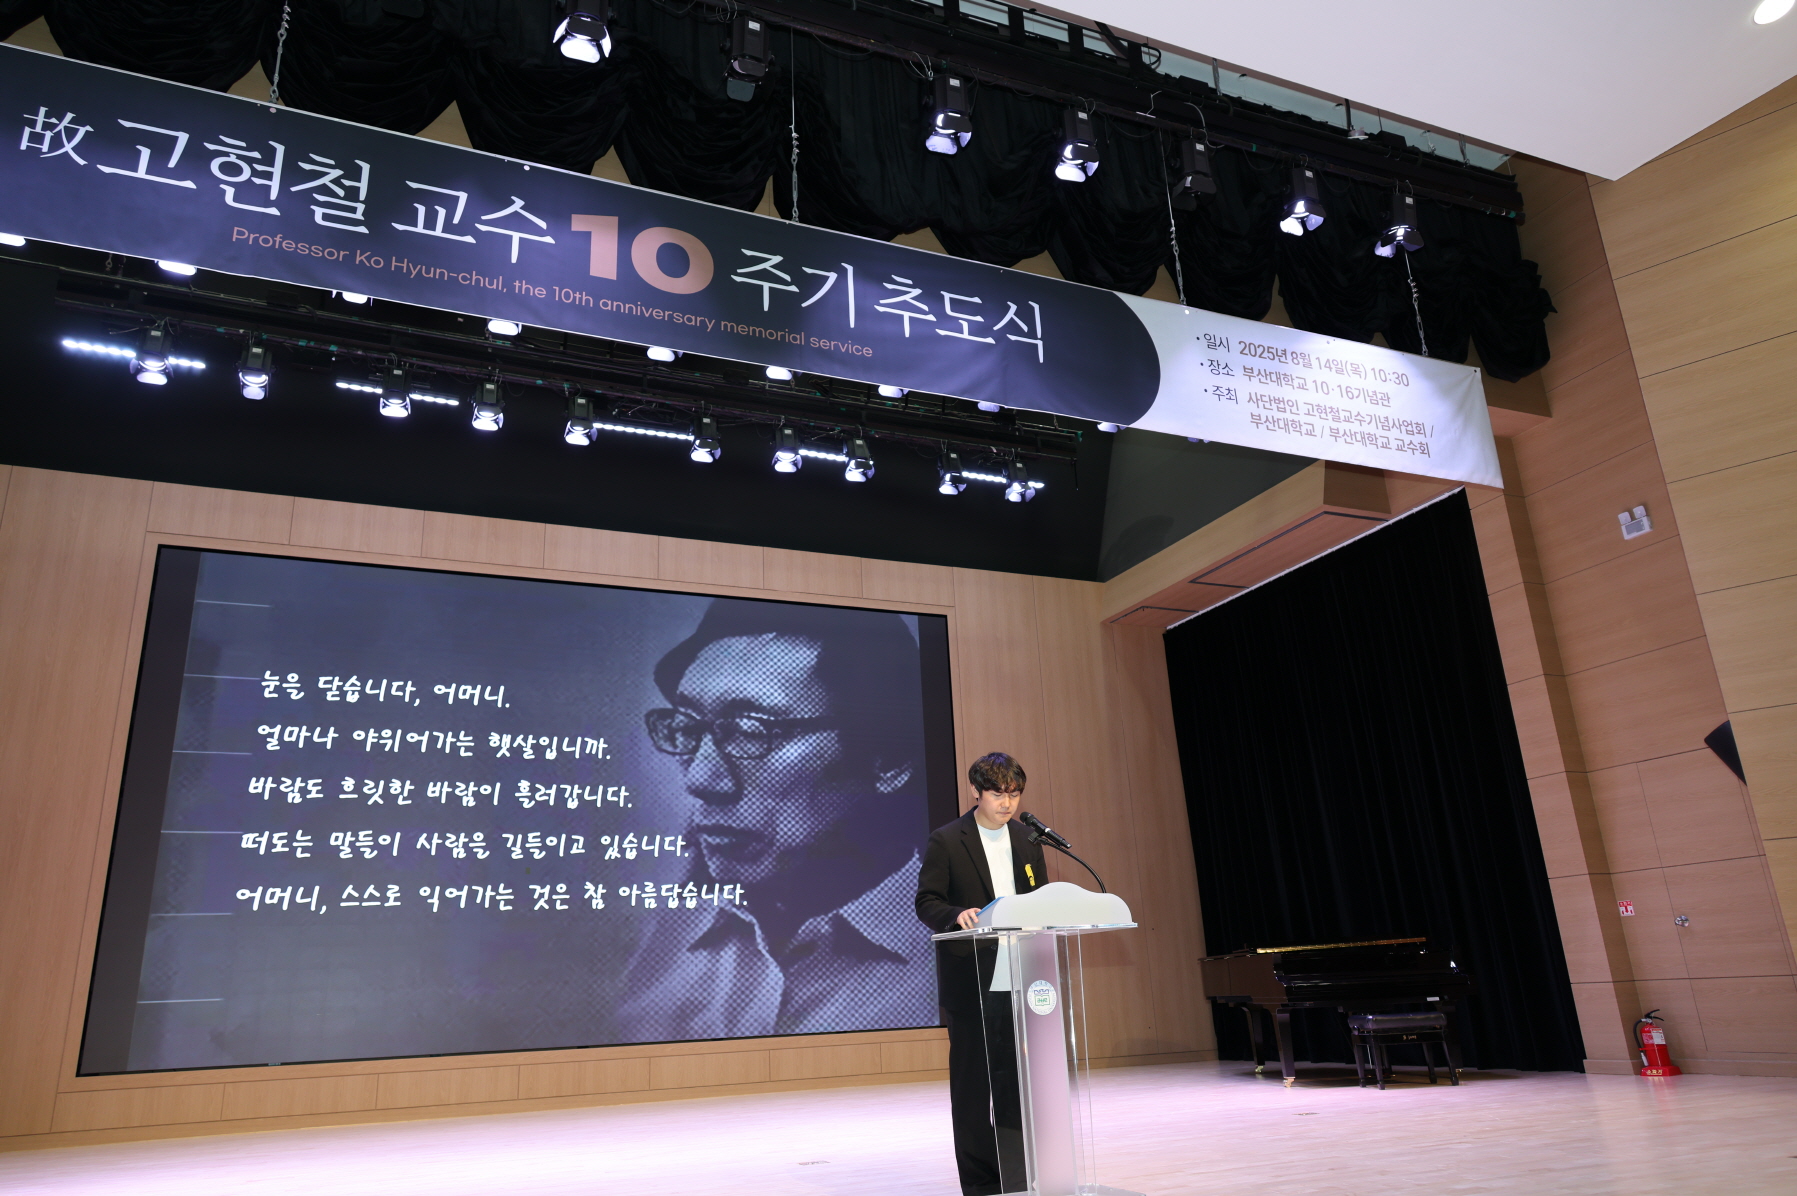 故 고현철 교수 10 주기 추도식
Professor Ko Hyun-chul, the 10th anniversary memorial service
• 일시 2025년 8월 14일(목) 10:30
• 장소 부산대학교 10·16기념관
• 주최 사단법인 고현철교수기념사업회 /
부산대학교 / 부산대학교 교수회
눈을 닫습니다, 어머니.
얼마나 야위어가는 햇살입니까.
바람도 흐릿한 바람이 흘러갑니다.
떠도는 말들이 사람을 길들이고 있습니다.
어머니, 스스로 익어가는 것은 참 아름답습니다.